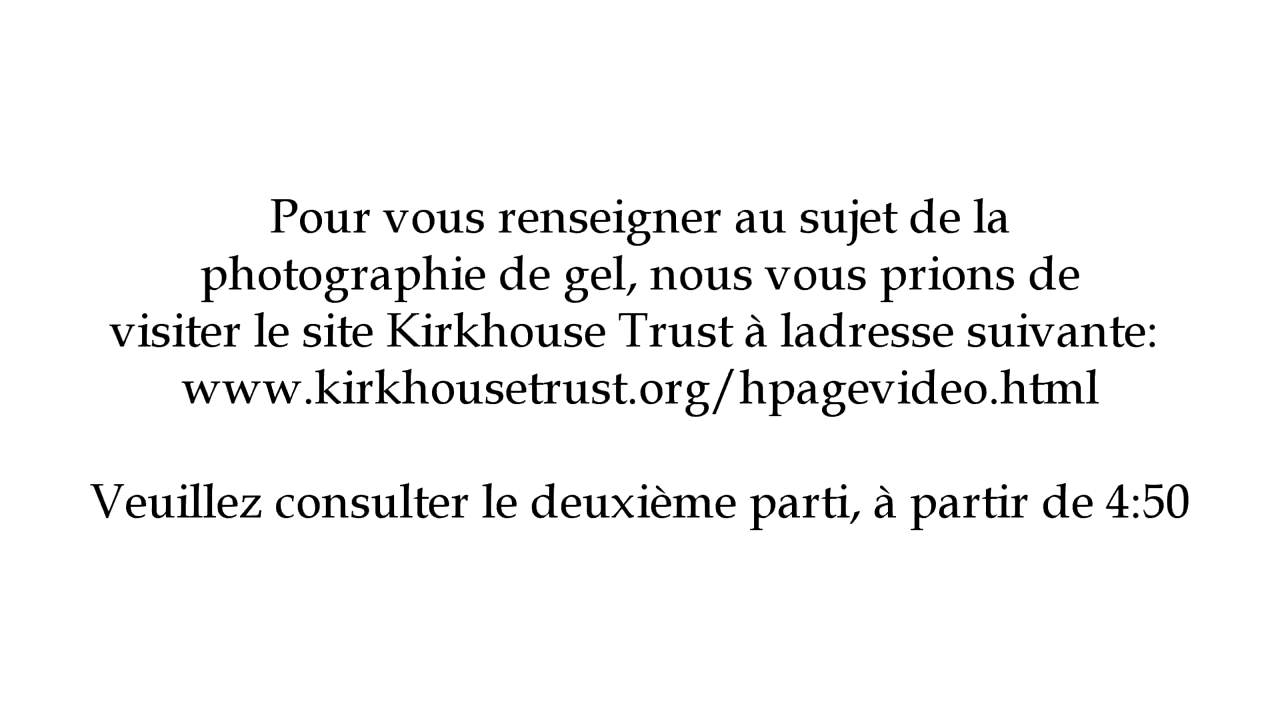 Pour vous renseigner au sujet de la
photographie de gel, nous vous prions de
visiter le site Kirkhouse Trust à ladresse suivante:
www.kirkhousetrust.org/hpagevideo.html
Veuillez consulter le deuxième parti, à partir de 4:50